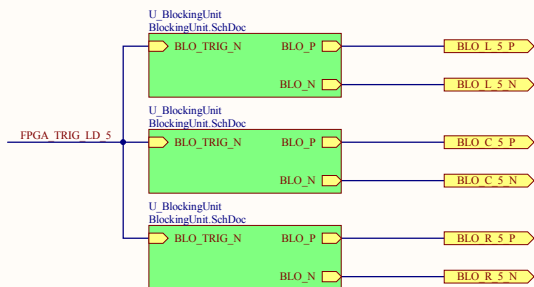 U_BlockingUnit
BlockingUnit.SchDoc
BLO_TRIG_N BLO_P BLO_L_5_P
BLO_N BLO_L_5_N
U_BlockingUnit
BlockingUnit.SchDoc
FPGA_TRIG_LD_5 BLO_TRIG_N BLO_P BLO_C_5_P
BLO_N BLO_C_5_N
U_BlockingUnit
BlockingUnit.SchDoc
BLO_TRIG_N BLO_P BLO_R_5_P
BLO_N BLO_R_5_N